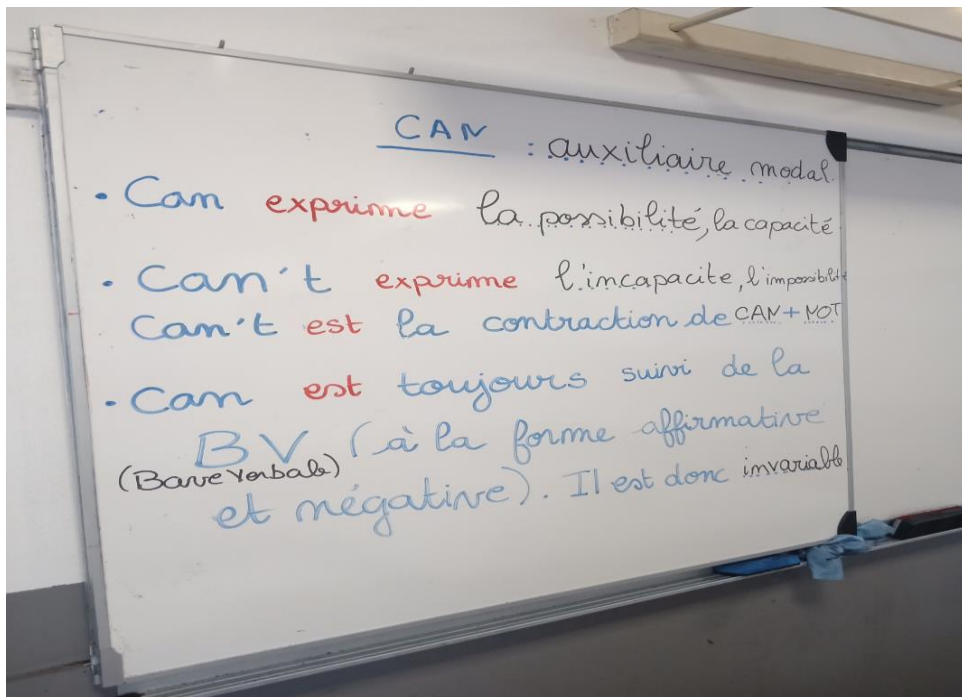 CAN : auxiliaire modal.
• Can exprime la possibilité, la capacité
• Can't exprime l'incapacite, l'impossibilité
Can't est la contraction de CAN + NOT
• Can est toujours suivi de la
BV (à la forme affirmative
(Base Verbale)
et négative). Il est donc invariable